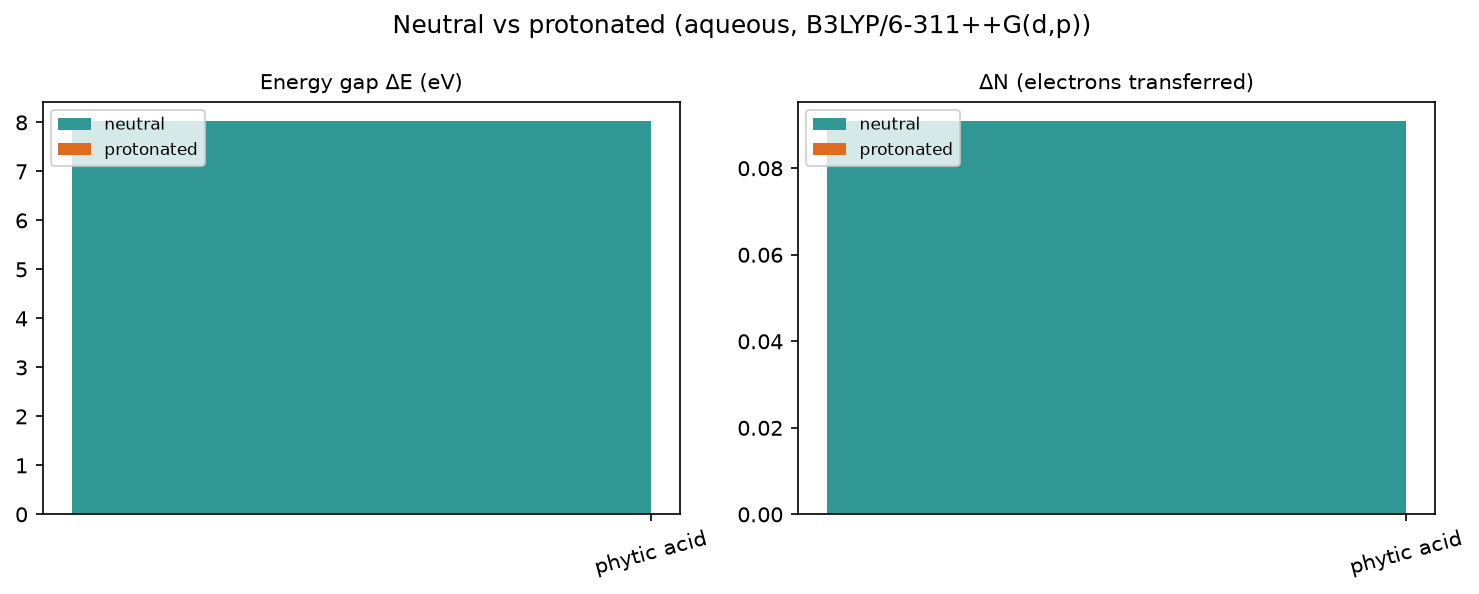 Neutral vs protonated (aqueous, B3LYP/6-311++G(d,p))
Energy gap ΔE (eV)
neutral
protonated
8
7
6
5
4
3
2
1
0
phytic acid
ΔN (electrons transferred)
neutral
protonated
0.08
0.06
0.04
0.02
0.00
phytic acid